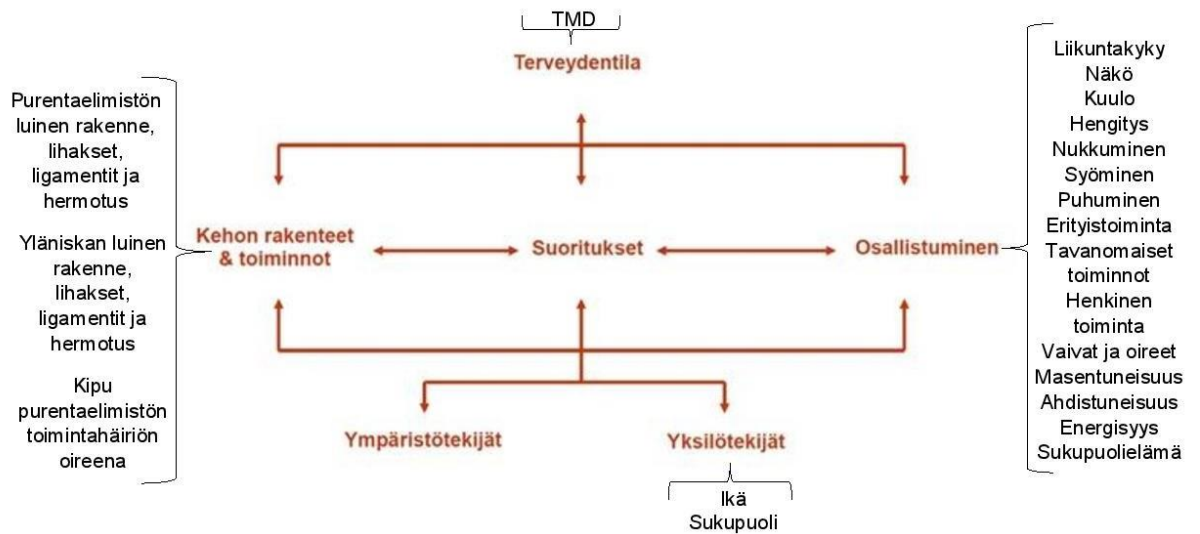 TMD
Terveydentila
Purentaelimistön
luinen rakenne,
lihakset,
ligamentit ja
hermotus
Yläniskan luinen
rakenne,
lihakset,
ligamentit ja
hermotus
Kipu
purentaelimistön
toimintahäiriön
oireena
Kehon rakenteet
& toiminnot
Suoritukset
Osallistuminen
Liikuntakyky
Näkö
Kuulo
Hengitys
Nukkuminen
Syöminen
Puhuminen
Erityistoiminta
Tavanomaiset
toiminnot
Henkinen
toiminta
Vaivat ja oireet
Masentuneisuus
Ahdistuneisuus
Energisyys
Sukupuolielämä
Ympäristötekijät
Yksilötekijät
Ikä
Sukupuoli